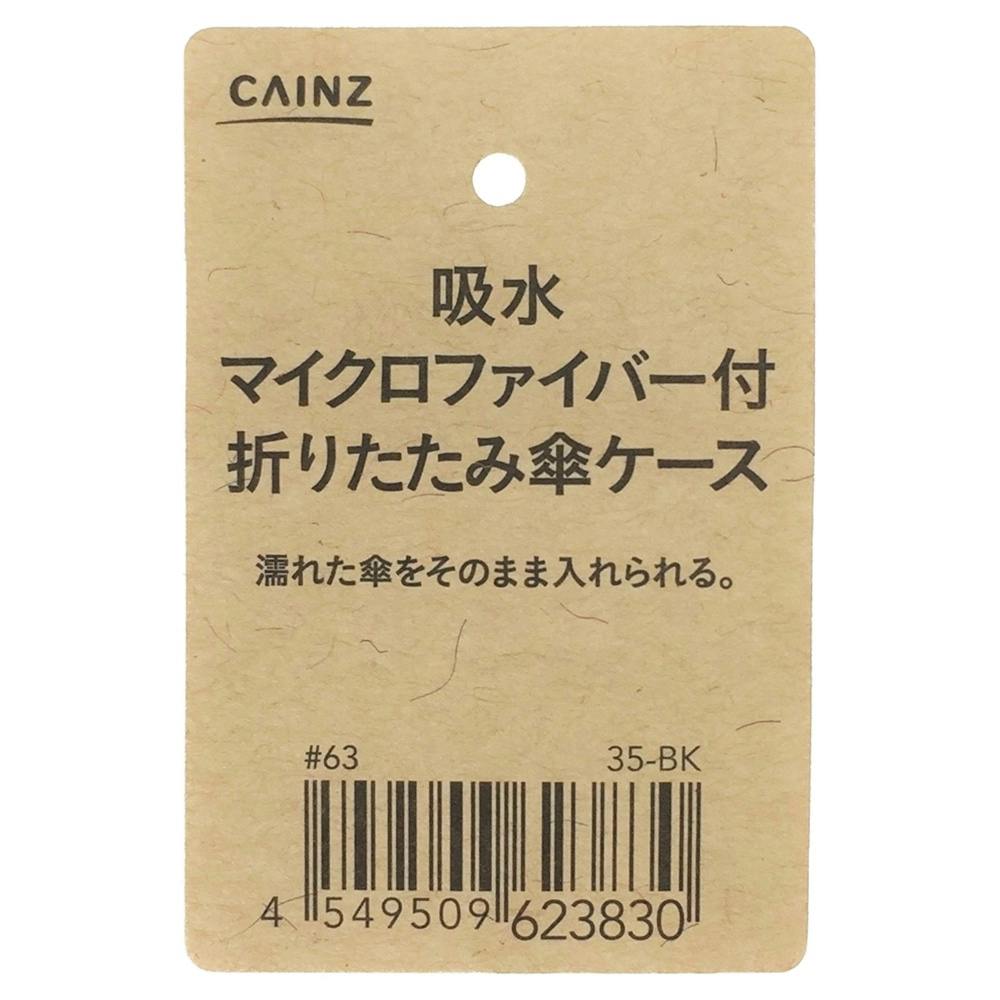 CAINZ
吸水
マイクロファイバー付
折りたたみ傘ケース
濡れた傘をそのまま入れられる。
#63 35-BK
4 549509 623830